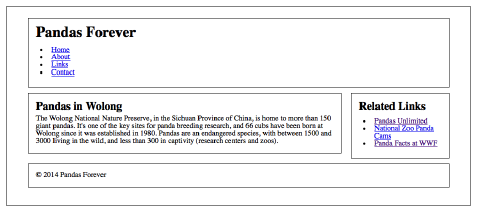 Pandas Forever
Home
About
Links
Contact
Pandas in Wolong
The Wolong National Nature Preserve, in the Sichuan Province of China, is home to more than 150
giant pandas. It's one of the key sites for panda breeding research, and 66 cubs have been born at
Wolong since it was established in 1980. Pandas are an endangered species, with between 1500 and
3000 living in the wild, and less than 300 in captivity (research centers and zoos).
Related Links
Pandas Unlimited
National Zoo Panda
Cams
Panda Facts at WWF
© 2014 Pandas Forever